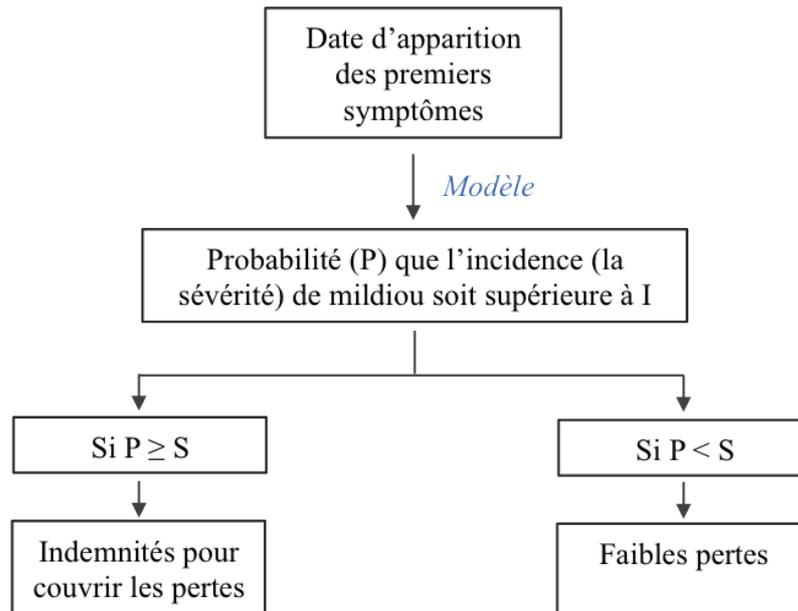 Date d’apparition
des premiers
symptômes
Modèle
Probabilité (P) que l’incidence (la
sévérité) de mildiou soit supérieure à I
Si P ≥ S
Si P < S
Indemnités pour
couvrir les pertes
Faibles pertes